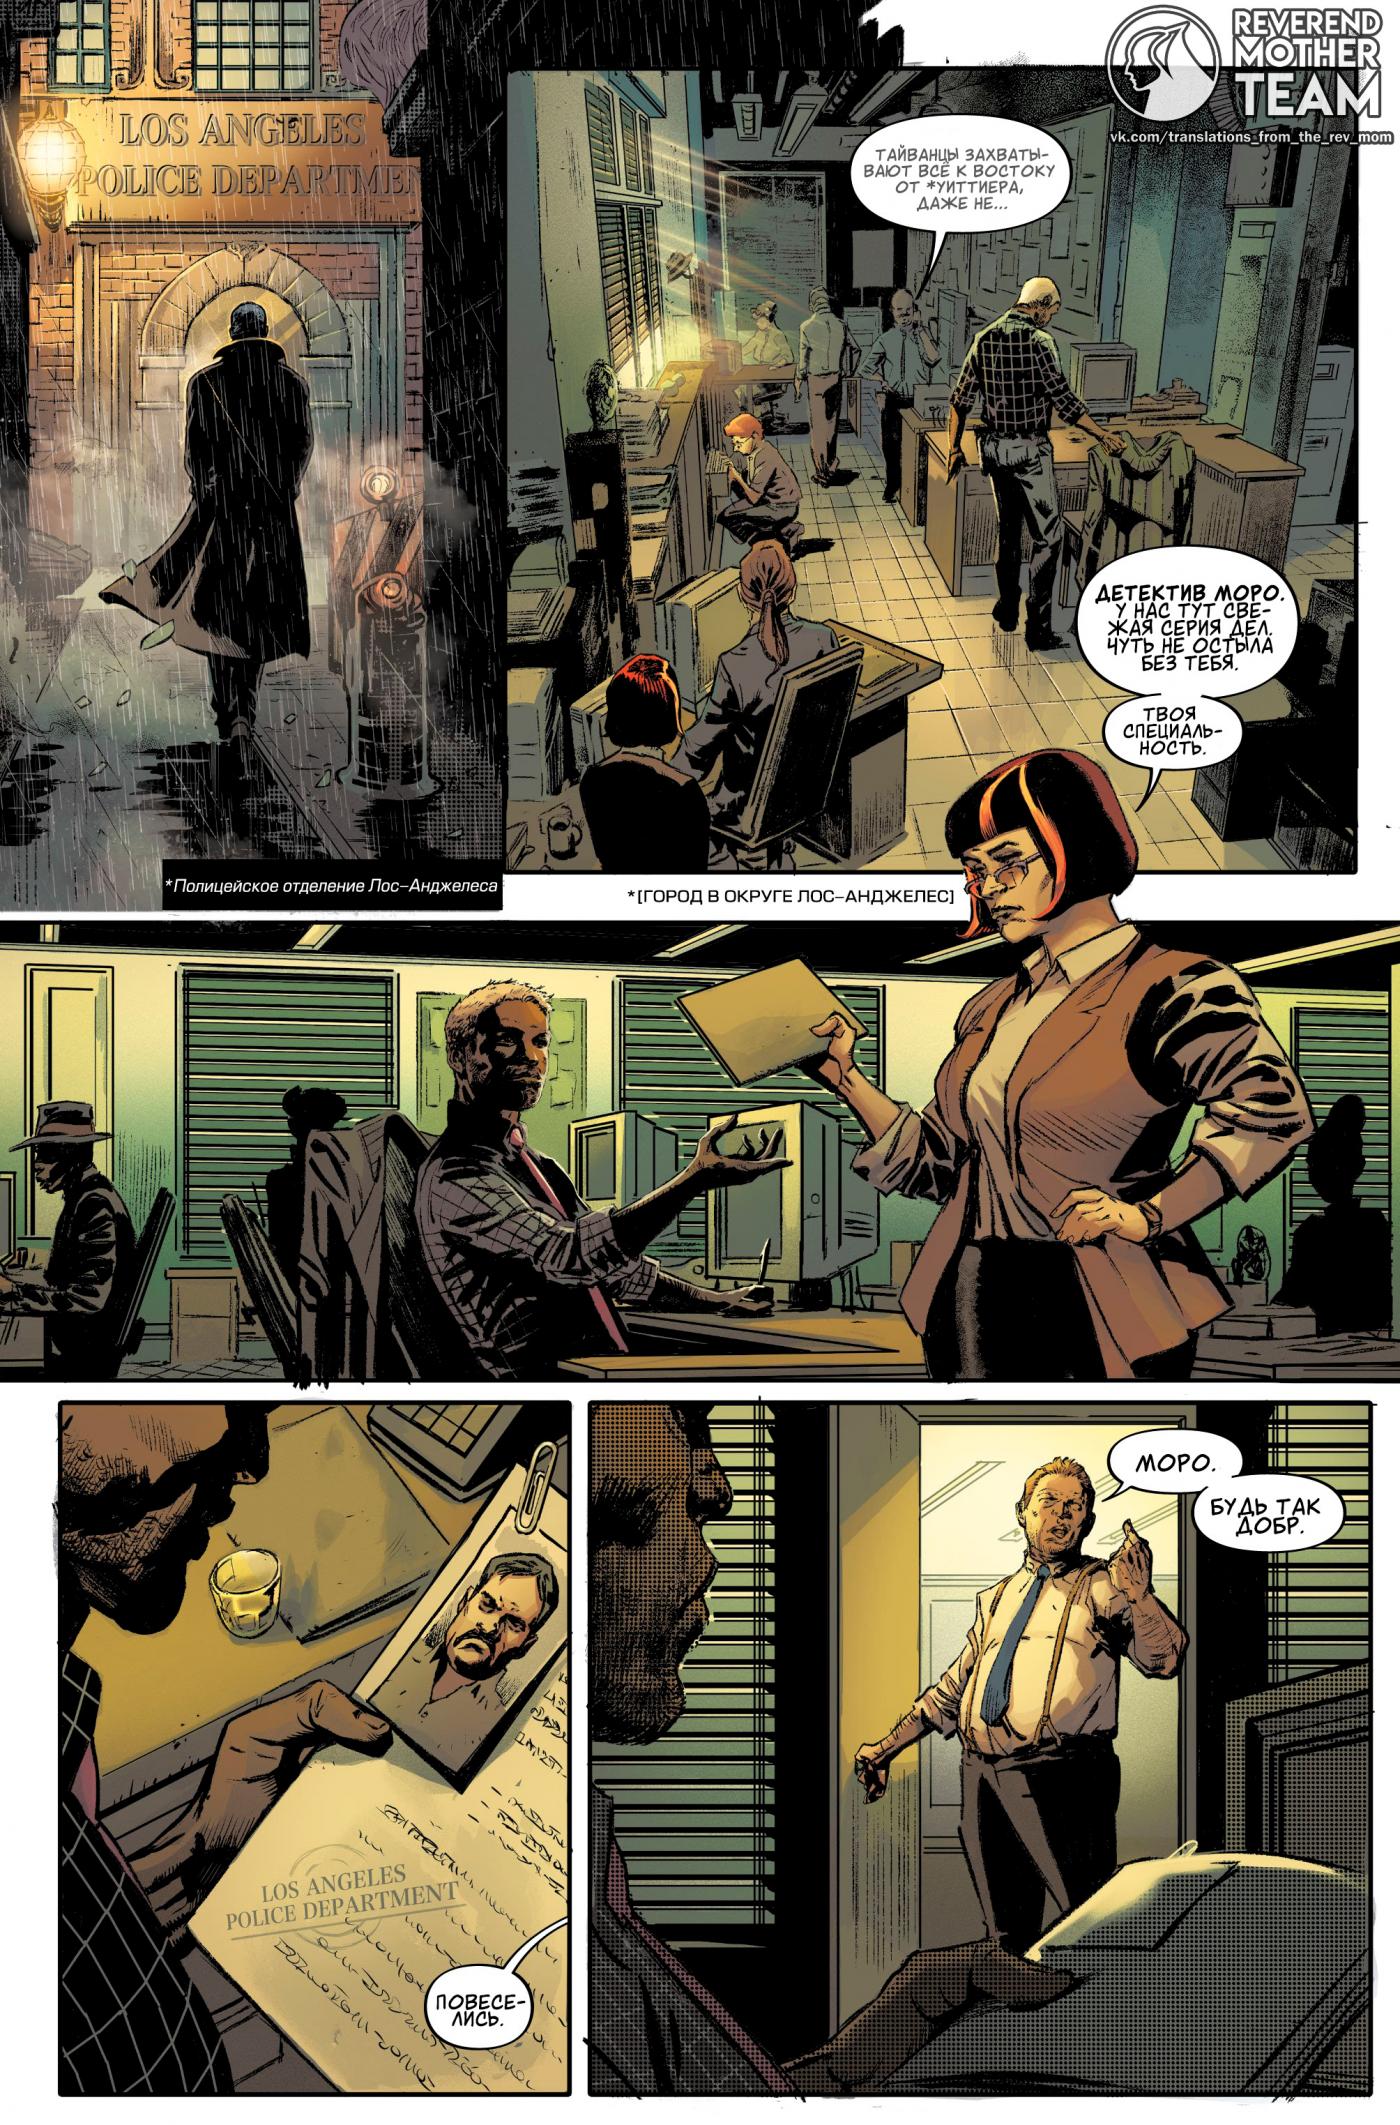 REVEREND
MOTHER
TEAM
vk.com/translations_from_the_rev_mom
LOS ANGELES
POLICE DEPARTMEN
*Полицейское отделение Лос-Анджелеса
ТАЙВАНЦЫ ЗАХВАТЫ-
ВАЮТ ВСЁ К ВОСТОКУ
ОТ *УИТТИЕРА,
ДАЖЕ НЕ...
ДЕТЕКТИВ МОРО.
У НАС ТУТ СВЕ-
ЖАЯ СЕРИЯ ДЕЛ.
ЧУТЬ НЕ ОСТЫЛА
БЕЗ ТЕБЯ.
ТВОЯ
СПЕЦИАЛЬ-
НОСТЬ.
*[ГОРОД В ОКРУГЕ ЛОС-АНДЖЕЛЕС]
LOS ANGELES
POLICE DEPARTMENT
ПОВЕСЕ-
ЛИСЬ.
МОРО.
БУДЬ ТАК
ДОБР.